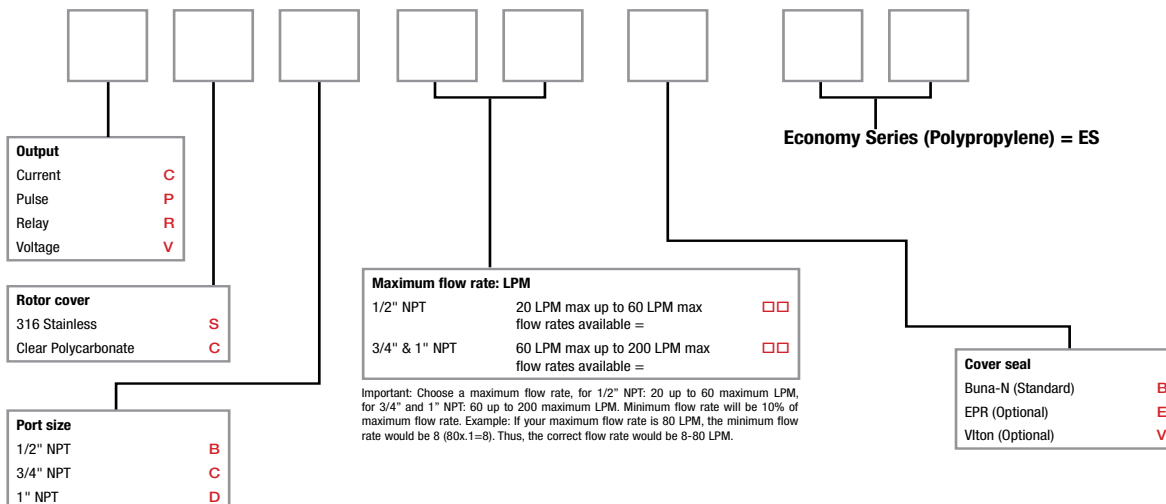 Economy Series (Polypropylene) = ES
Output
Current C
Pulse P
Relay R
Voltage V
Rotor cover
316 Stainless S
Clear Polycarbonate C
Port size
1/2" NPT B
3/4" NPT C
1" NPT D
Maximum flow rate: LPM
1/2" NPT 20 LPM max up to 60 LPM max □□
flow rates available =
3/4" & 1" NPT 60 LPM max up to 200 LPM max □□
flow rates available =
Important: Choose a maximum flow rate, for 1/2” NPT: 20 up to 60 maximum LPM,
for 3/4” and 1” NPT: 60 up to 200 maximum LPM. Minimum flow rate will be 10% of
maximum flow rate. Example: If your maximum flow rate is 80 LPM, the minimum flow
rate would be 8 (80x.1=8). Thus, the correct flow rate would be 8-80 LPM.
Cover seal
Buna-N (Standard) B
EPR (Optional) E
VIton (Optional) V